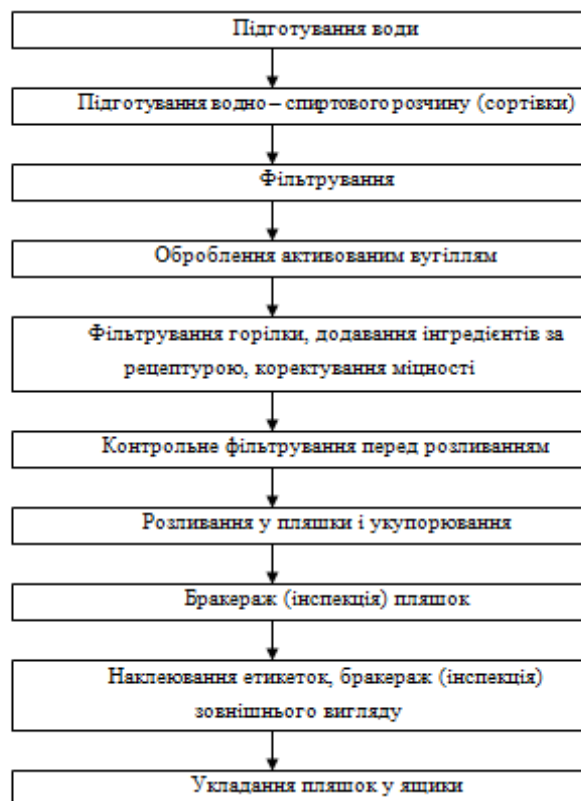 Підготування води
Підготування водно – спиртового розчину (сортівки)
Фільтрування
Оброблення активованим вугіллям
Фільтрування горілки, додавання інгредієнтів за
рецептурою, коректування міцності
Контрольне фільтрування перед розливанням
Розливання у пляшки і укупорювання
Бракераж (інспекція) пляшок
Наклеювання етикеток, бракераж (інспекція)
зовнішнього вигляду
Укладання пляшок у ящики